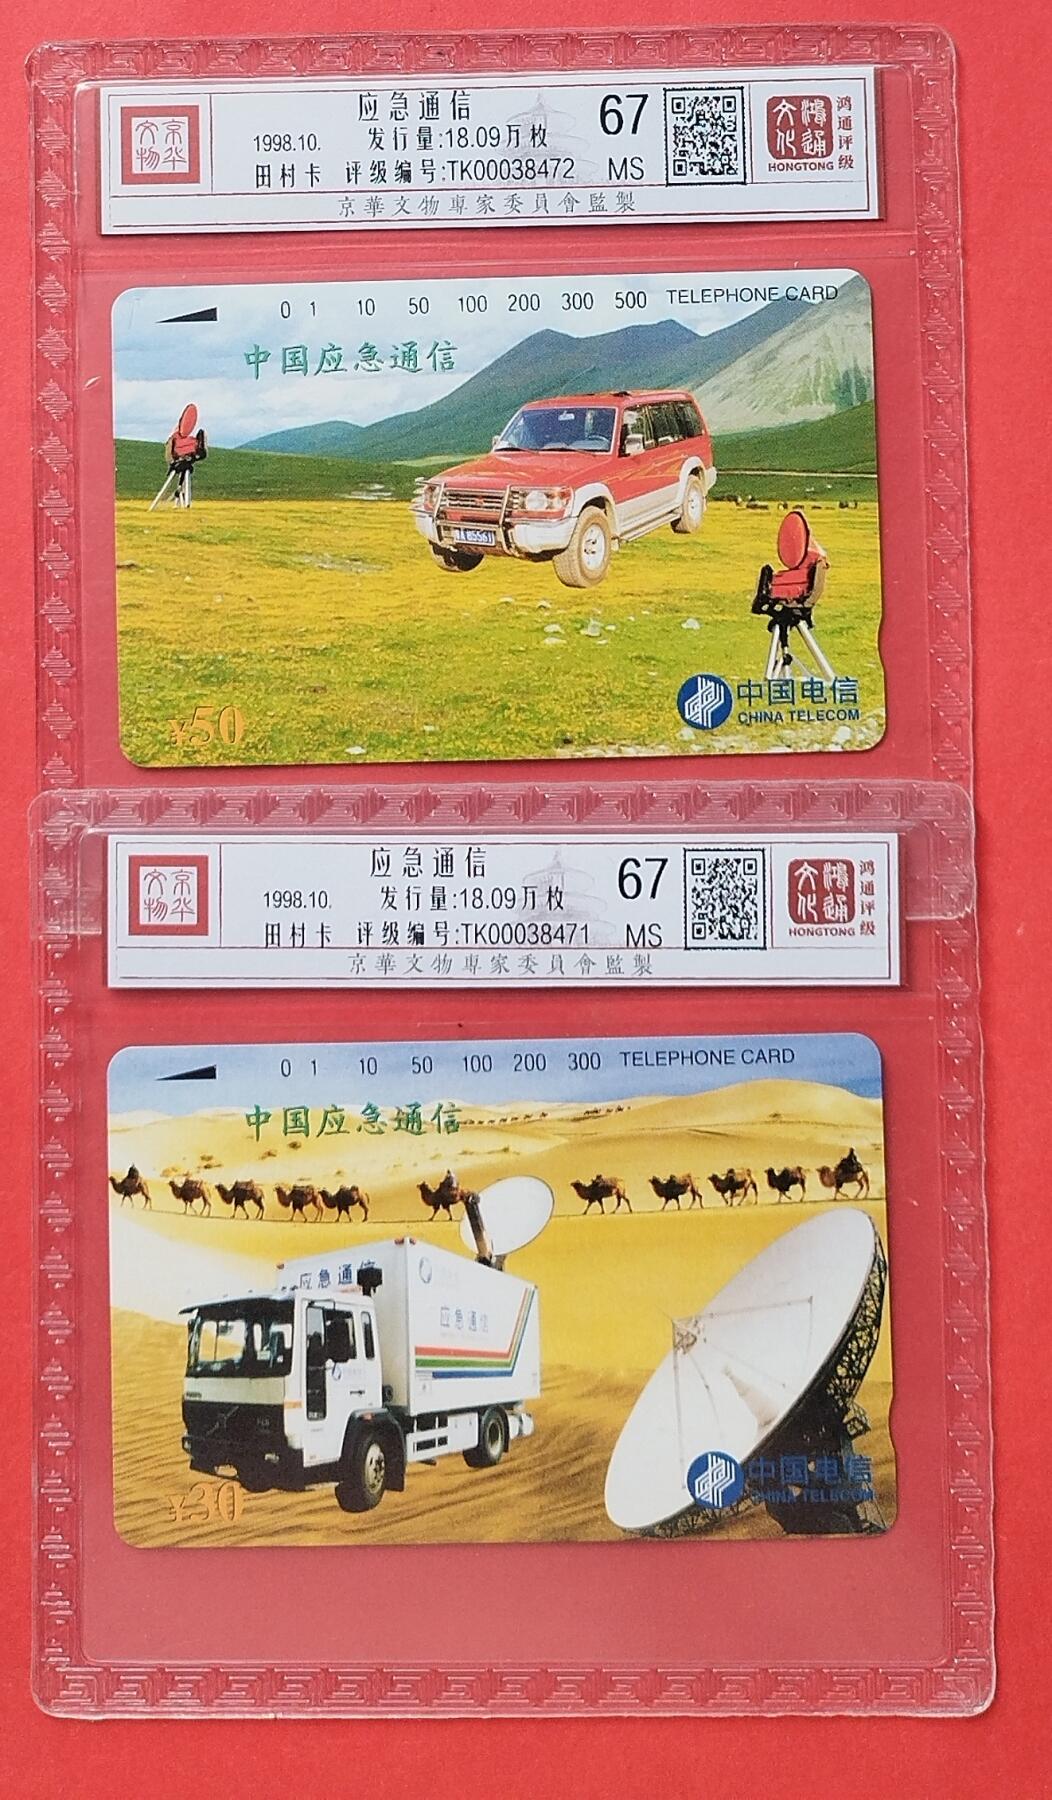 京华文物
应急通信
1998.10. 发行量:18.09万枚
田村卡 评级编号:TK00038472
67
MS
鸿通文化
HONGTONG
鸿通评级
京華文物專家委員會監製
0 1 10 50 100 200 300 500 TELEPHONE CARD
中国应急通信
¥50
中国电信
CHINA TELECOM
京华文物
应急通信
1998.10. 发行量:18.09万枚
田村卡 评级编号:TK00038471
67
MS
鸿通文化
HONGTONG
鸿通评级
京華文物專家委員會監製
0 1 10 50 100 200 300 TELEPHONE CARD
中国应急通信
应急通信
应急通信
¥30
中国电信
CHINA TELECOM